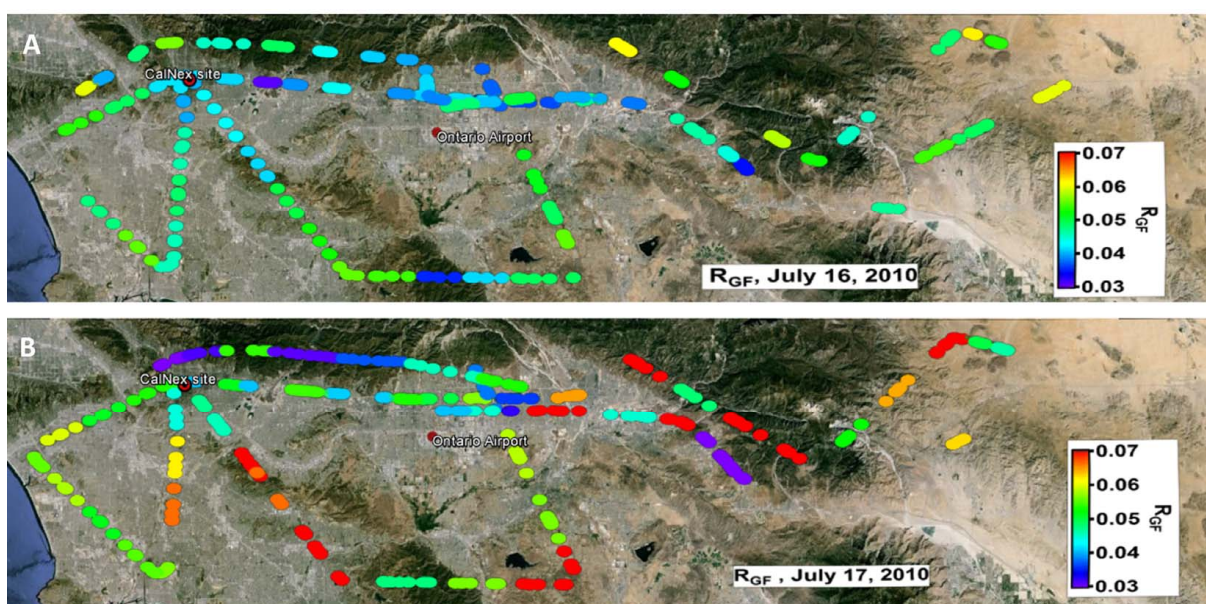 A
CalNex site
Ontario Airport
0.07
0.06
0.05
0.04
0.03
RGF
RGF, July 16, 2010
B
CalNex site
Ontario Airport
0.07
0.06
0.05
0.04
0.03
RGF
RGF , July 17, 2010